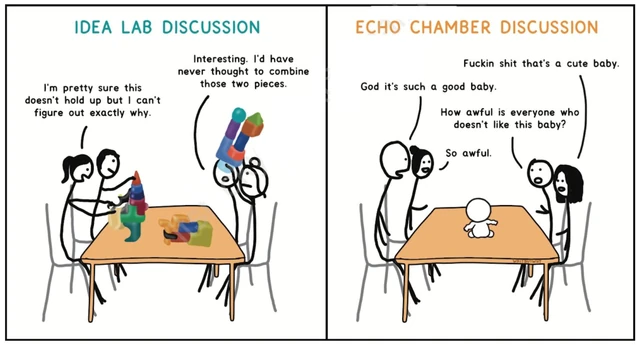 IDEA LAB DISCUSSION
Interesting. I'd have
never thought to combine
those two pieces.
I'm pretty sure this
doesn't hold up but I can't
figure out exactly why.
ECHO CHAMBER DISCUSSION
Fuckin shit that's a cute baby.
God it's such a good baby.
How awful is everyone who
doesn't like this baby?
So awful.